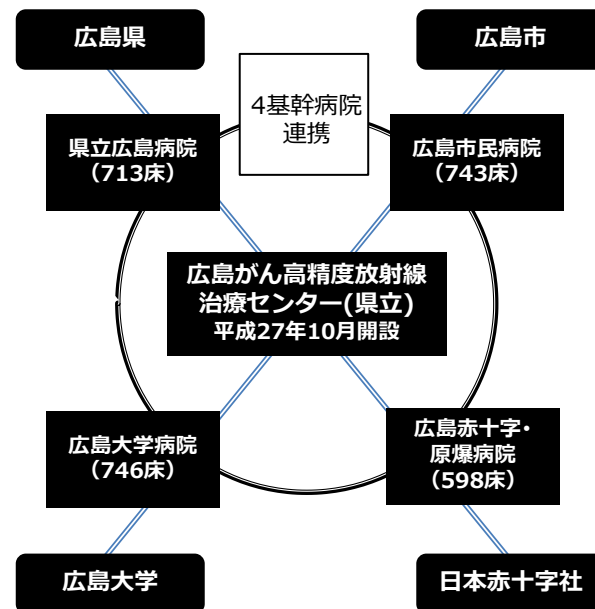 広島県
広島市
4基幹病院
連携
県立広島病院
（713床）
広島市民病院
（743床）
広島がん高精度放射線
治療センター(県立)
平成27年10月開設
広島大学病院
（746床）
広島赤十字・
原爆病院
（598床）
広島大学
日本赤十字社